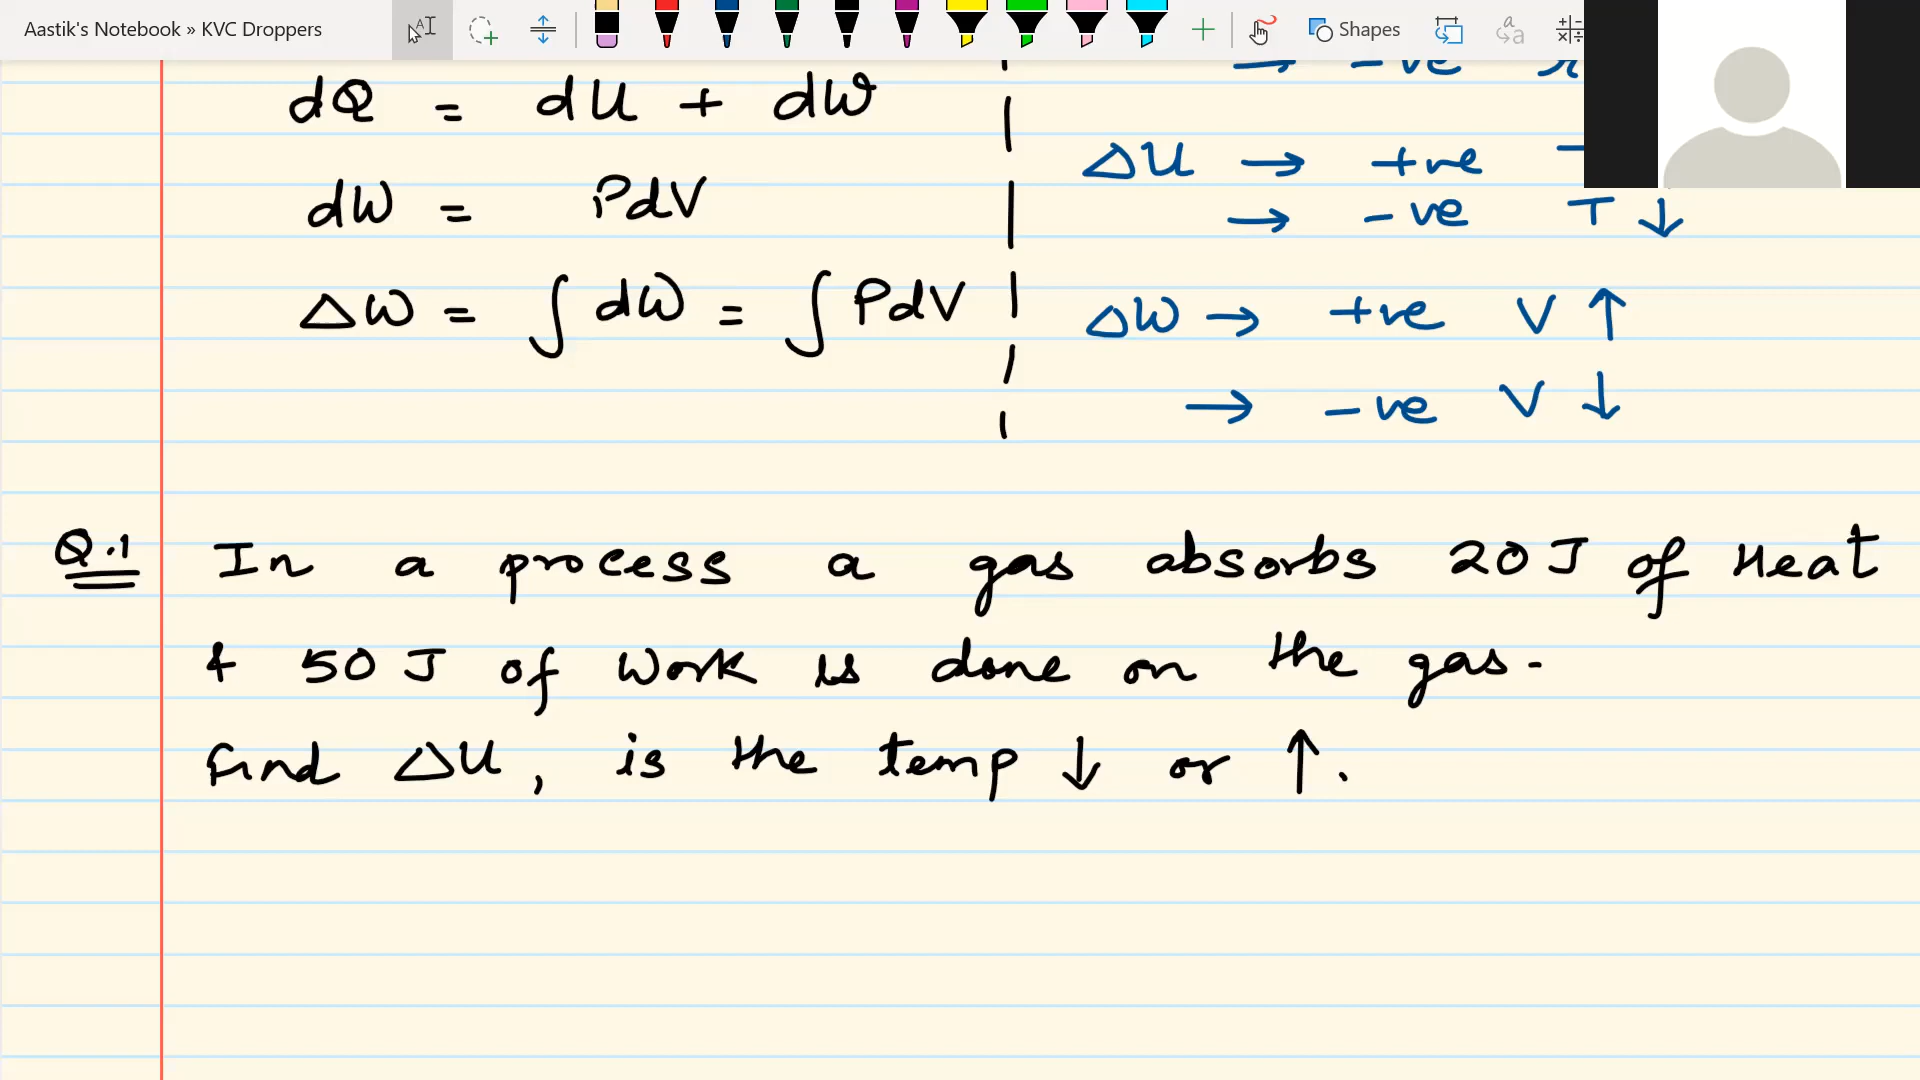 Aastik's Notebook » KVC Droppers
Shapes
dQ = dU + dW
dW = PdV
ΔW = ∫ dW = ∫ PdV
→ -ve
ΔU → +ve
→ -ve T ↓
ΔW → +ve V ↑
→ -ve V ↓
Q.1 In a process a gas absorbs 20 J of Heat
& 50 J of work is done on the gas.
Find ΔU, is the temp ↓ or ↑.